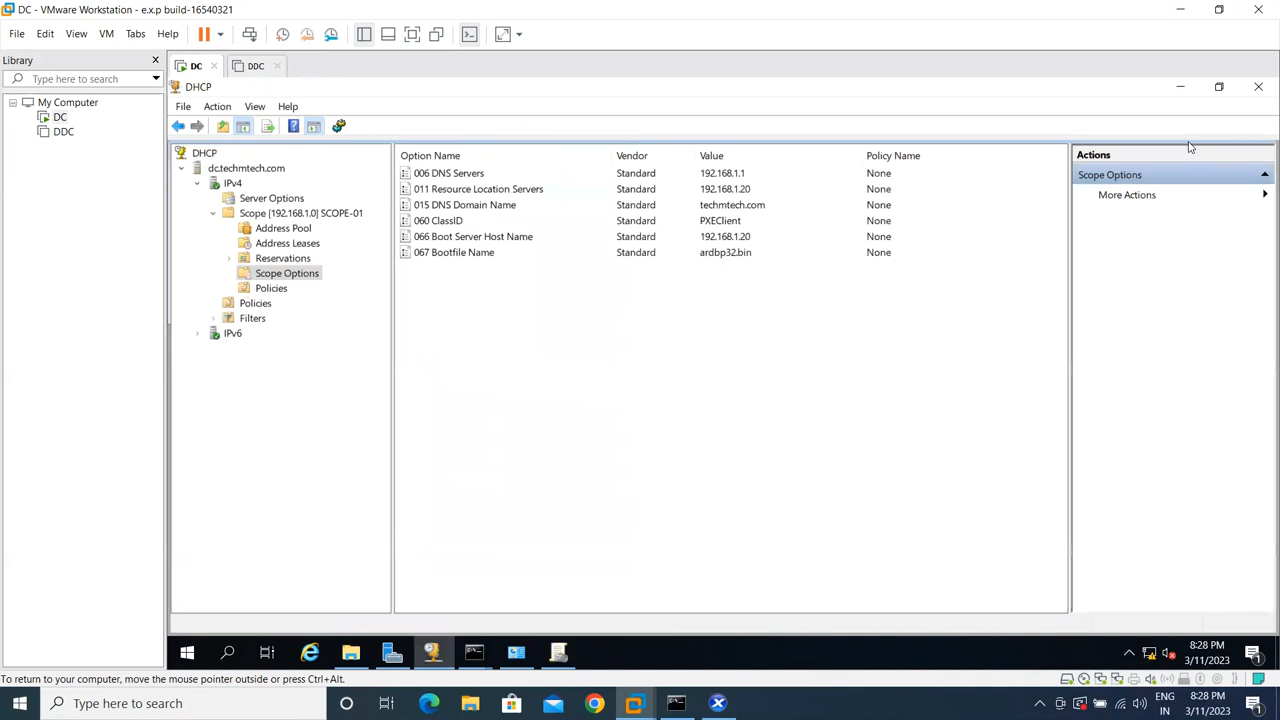 DC - VMware Workstation - e.x.p build-16540321
File Edit View VM Tabs Help
Library
Type here to search
My Computer
DC
DDC
DC
DDC
DHCP
File Action View Help
DHCP
dc.techmtech.com
IPv4
Server Options
Scope [192.168.1.0] SCOPE-01
Address Pool
Address Leases
Reservations
Scope Options
Policies
Policies
Filters
IPv6
Option Name Vendor Value Policy Name
006 DNS Servers Standard 192.168.1.1 None
011 Resource Location Servers Standard 192.168.1.20 None
015 DNS Domain Name Standard techmtech.com None
060 ClassID Standard PXEClient None
066 Boot Server Host Name Standard 192.168.1.20 None
067 Bootfile Name Standard ardbp32.bin None
Actions
Scope Options
More Actions
8:28 PM
3/11/2023
1
To return to your computer, move the mouse pointer outside or press Ctrl+Alt.
Type here to search
ENG
IN
8:28 PM
3/11/2023
1